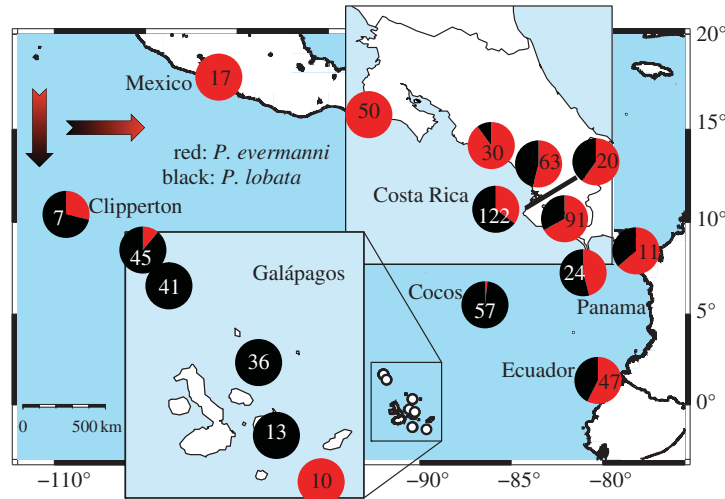 20°
Mexico
17
50
15°
red: P. evermanni
black: P. lobata
30
63
20
Costa Rica
122
91
10°
Clipperton
7
45
41
11
Galápagos
Cocos
57
24
Panama
5°
36
Ecuador
47
0°
0
500 km
13
10
−110°
−90°
−85°
−80°